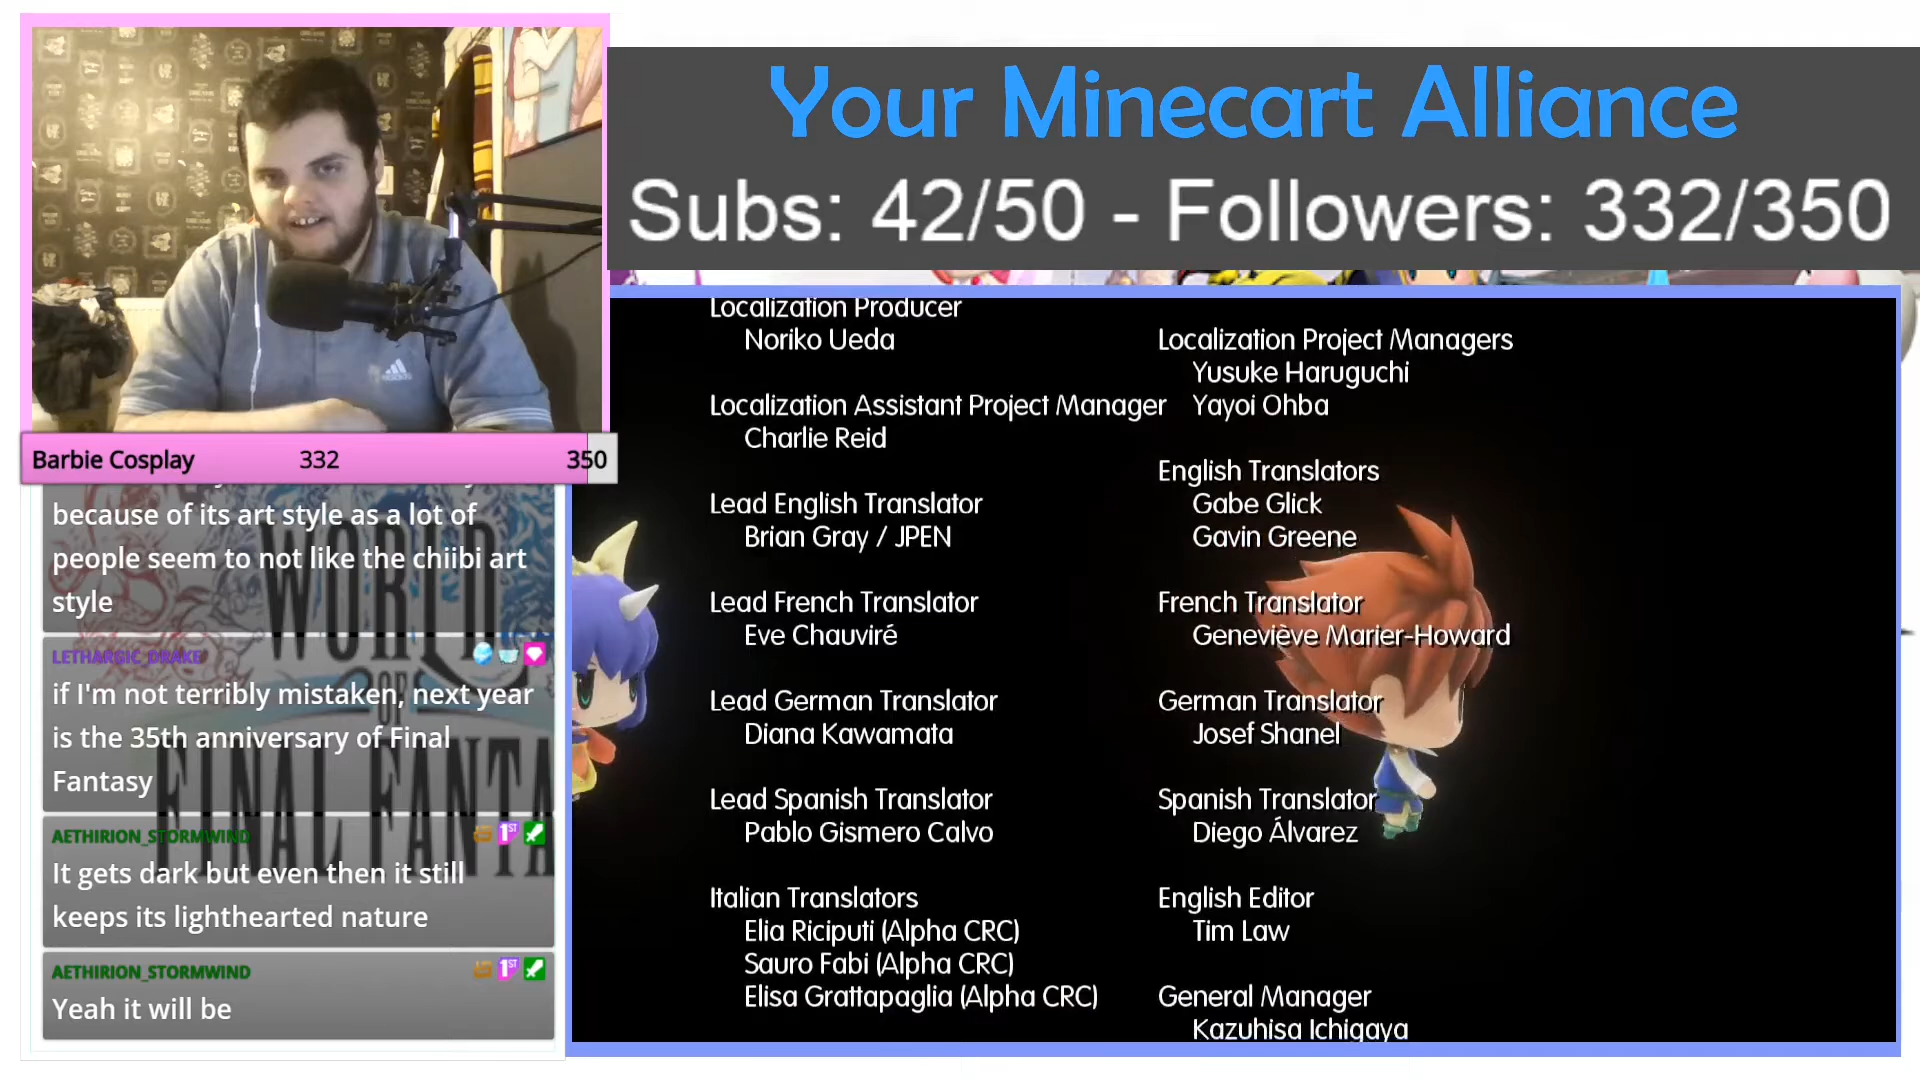 Your Minecart Alliance
Subs: 42/50 - Followers: 332/350
Barbie Cosplay 332 350
because of its art style as a lot of
people seem to not like the chiibi art
style
LETHARGIC_DRAKE
if I'm not terribly mistaken, next year
is the 35th anniversary of Final
Fantasy
AETHIRION_STORMWIND
It gets dark but even then it still
keeps its lighthearted nature
AETHIRION_STORMWIND
Yeah it will be
WORLD
OF
FINAL FANTA
adidas
Localization Producer
Noriko Ueda
Localization Assistant Project Manager
Charlie Reid
Lead English Translator
Brian Gray / JPEN
Lead French Translator
Eve Chauviré
Lead German Translator
Diana Kawamata
Lead Spanish Translator
Pablo Gismero Calvo
Italian Translators
Elia Riciputi (Alpha CRC)
Sauro Fabi (Alpha CRC)
Elisa Grattapaglia (Alpha CRC)
Localization Project Managers
Yusuke Haruguchi
Yayoi Ohba
English Translators
Gabe Glick
Gavin Greene
French Translator
Geneviève Marier-Howard
German Translator
Josef Shanel
Spanish Translator
Diego Álvarez
English Editor
Tim Law
General Manager
Kazuhisa Ichigaya